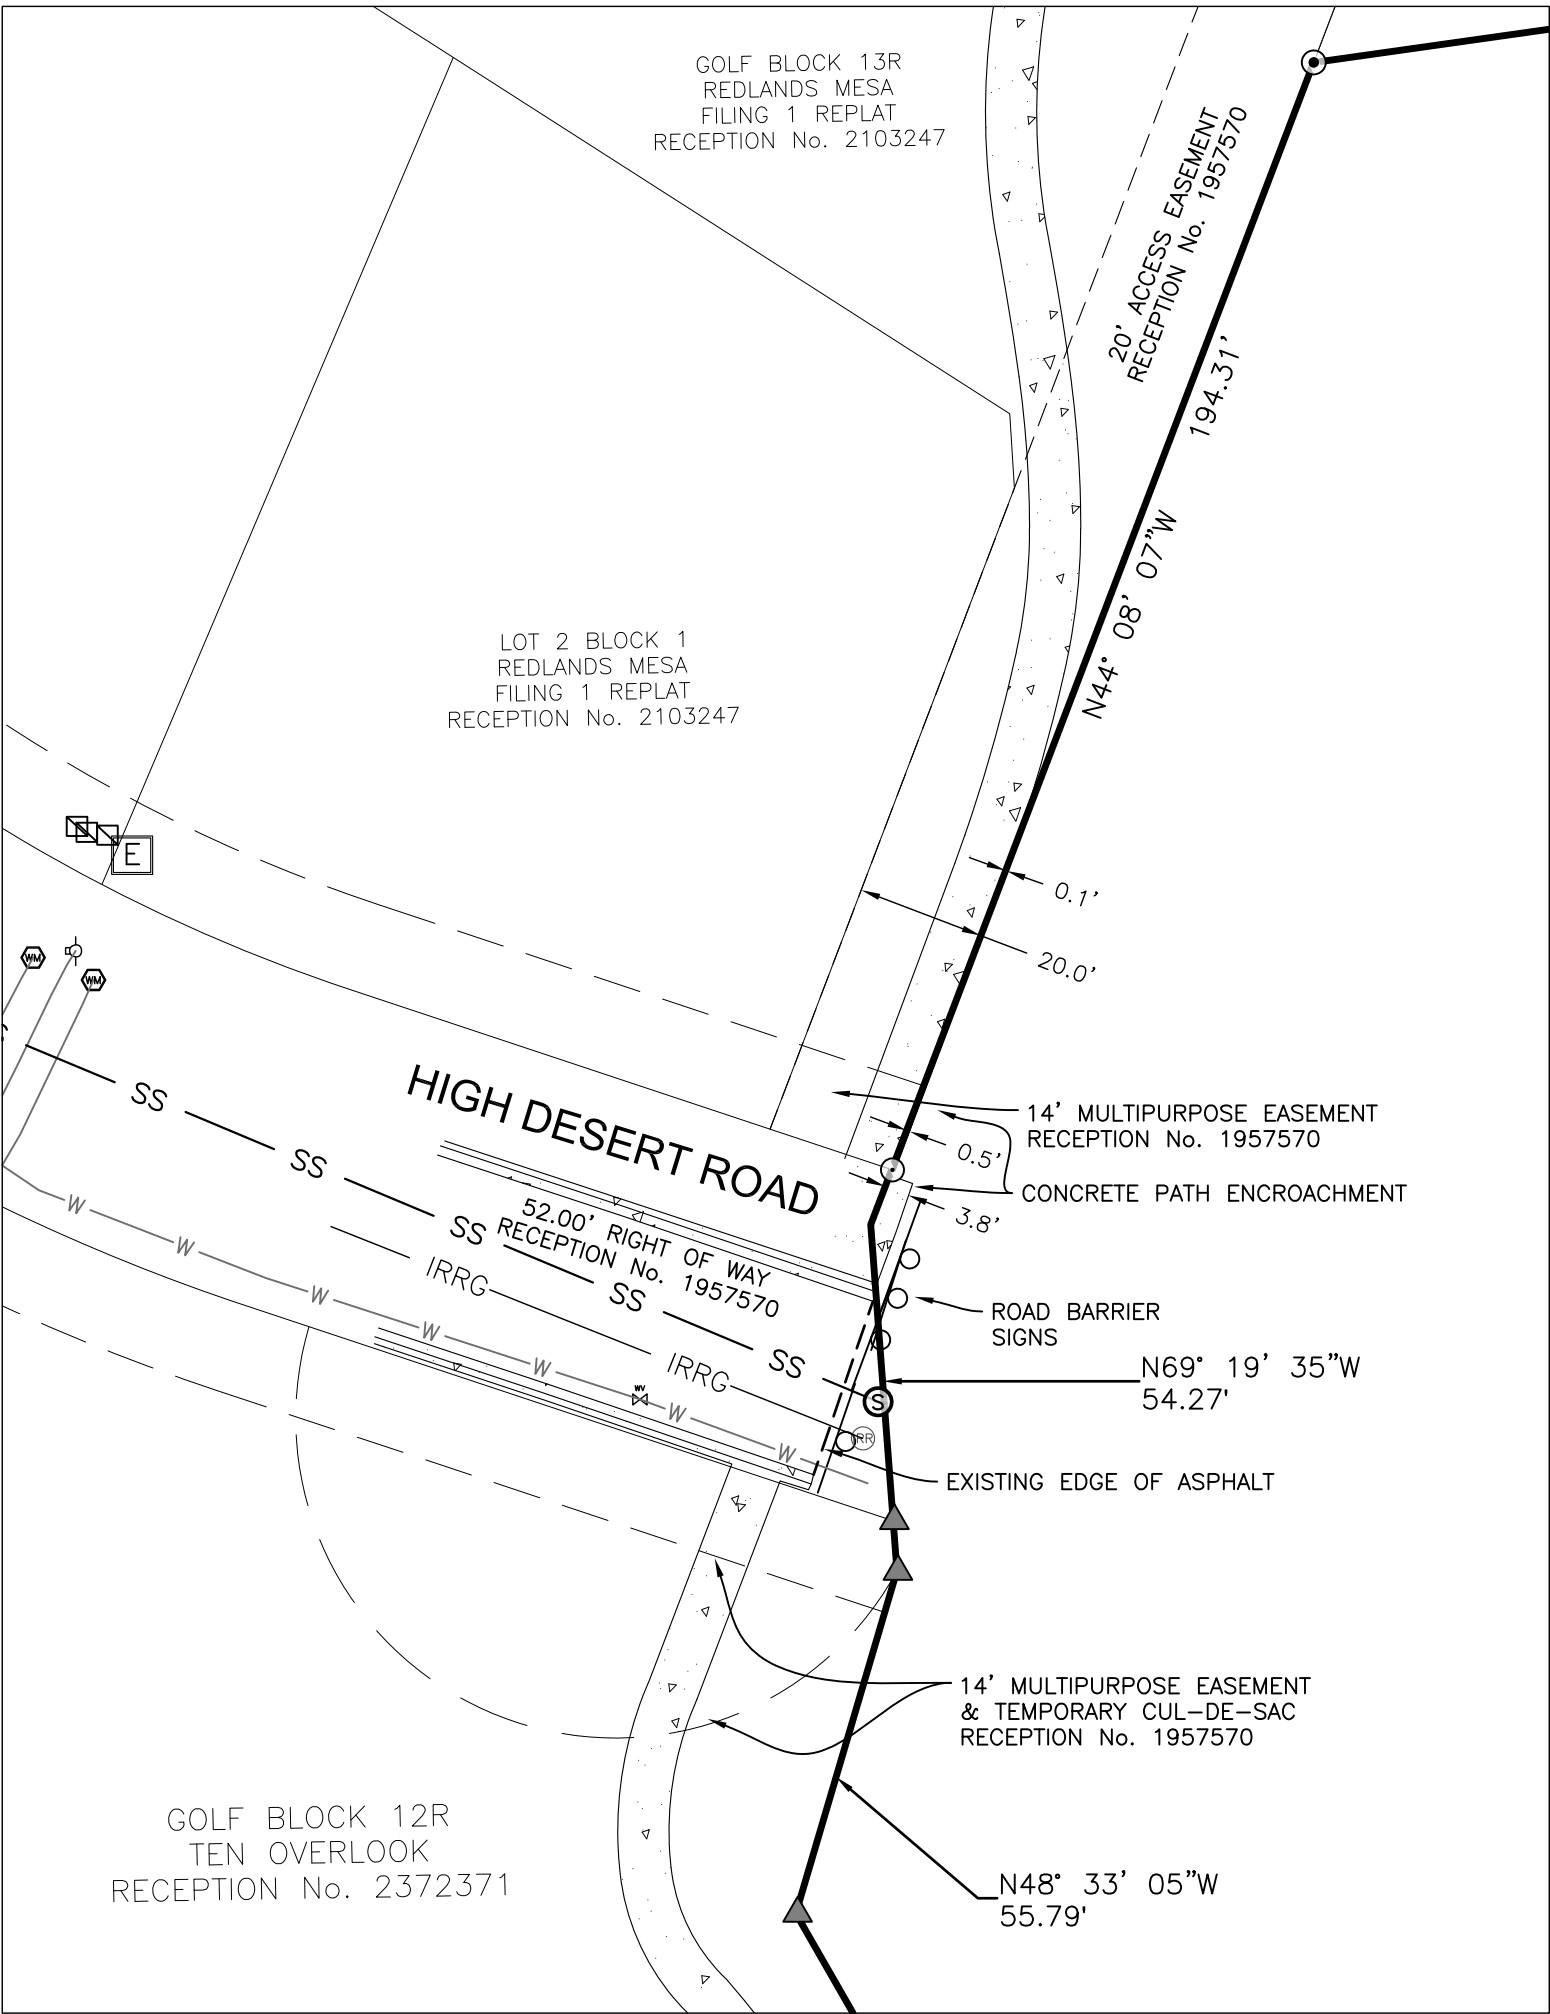 GOLF BLOCK 13R
REDLANDS MESA
FILING 1 REPLAT
RECEPTION No. 2103247
20' ACCESS EASEMENT
RECEPTION No. 1957570
194.31'
N44° 08' 07"W
LOT 2 BLOCK 1
REDLANDS MESA
FILING 1 REPLAT
RECEPTION No. 2103247
E
WM
WM
0.1'
20.0'
HIGH DESERT ROAD
14' MULTIPURPOSE EASEMENT
RECEPTION No. 1957570
0.5'
CONCRETE PATH ENCROACHMENT
3.8'
52.00' RIGHT OF WAY
RECEPTION No. 1957570
SS
SS
SS
SS
SS
W
W
W
W
W
W
W
IRRG
IRRG
WV
S
ROAD BARRIER
SIGNS
N69° 19' 35"W
54.27'
EXISTING EDGE OF ASPHALT
14' MULTIPURPOSE EASEMENT
& TEMPORARY CUL-DE-SAC
RECEPTION No. 1957570
GOLF BLOCK 12R
TEN OVERLOOK
RECEPTION No. 2372371
N48° 33' 05"W
55.79'